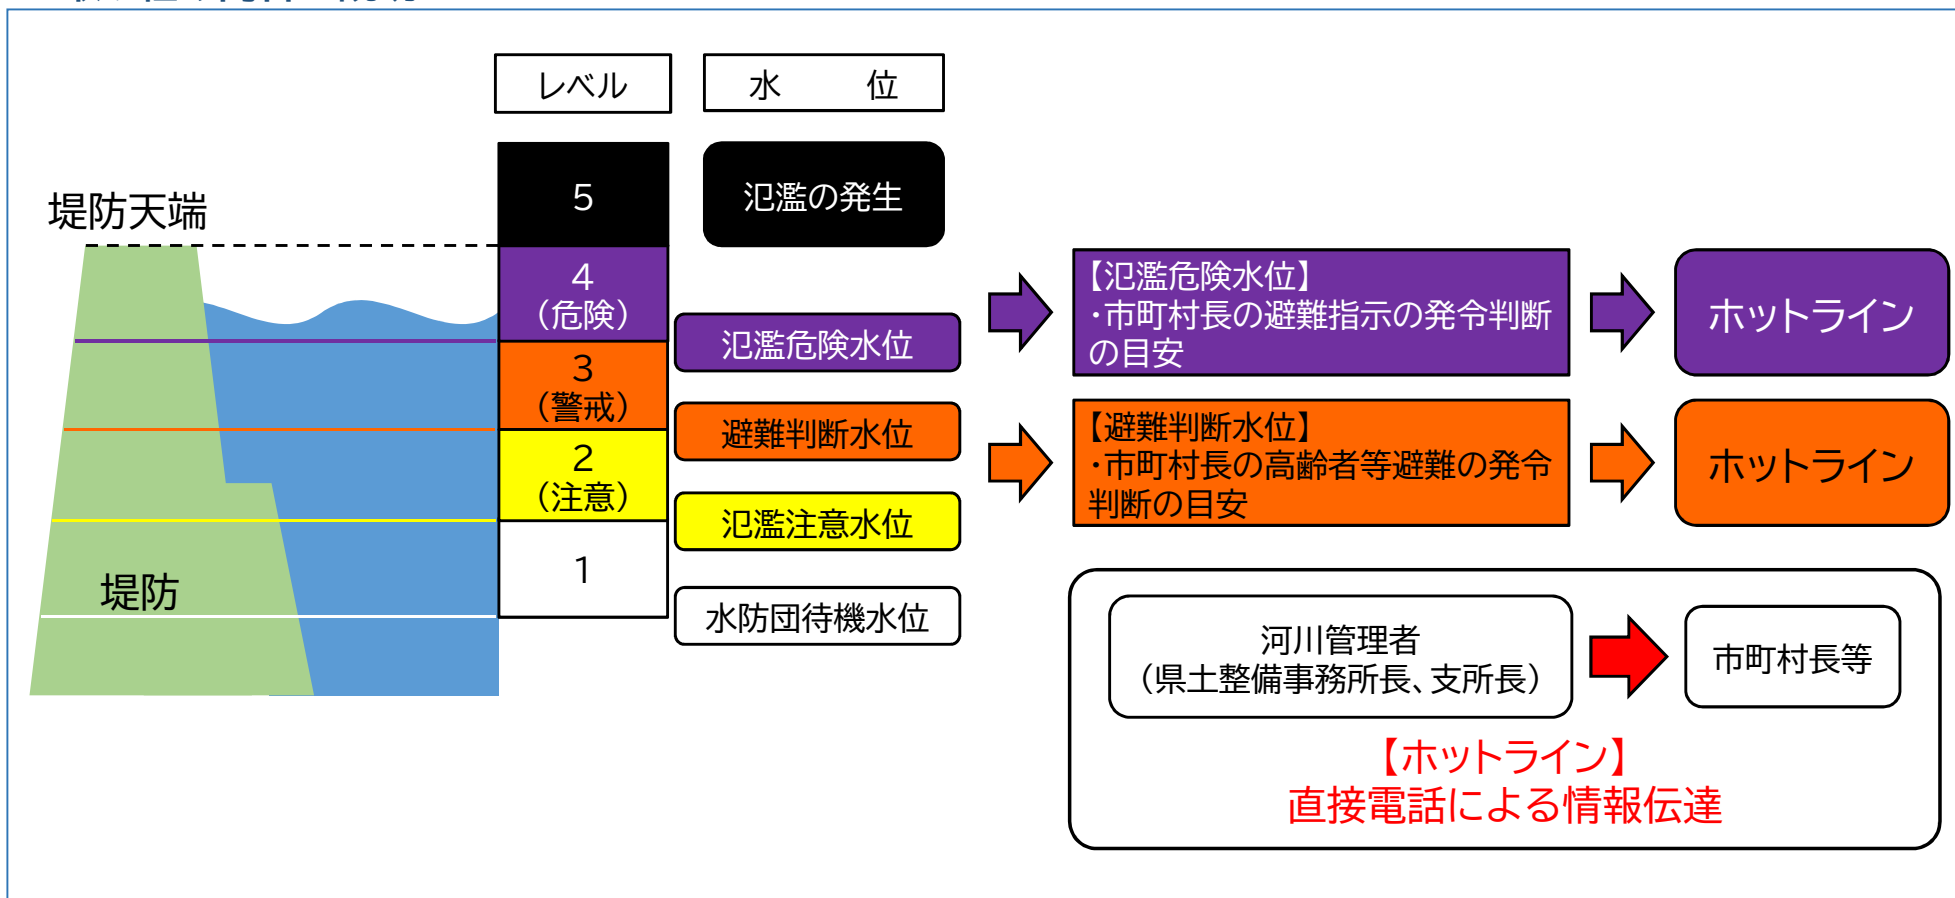 レベル
水 位
5
氾濫の発生
堤防天端
4
（危険）
氾濫危険水位
【氾濫危険水位】
・市町村長の避難指示の発令判断
の目安
ホットライン
3
（警戒）
避難判断水位
【避難判断水位】
・市町村長の高齢者等避難の発令
判断の目安
ホットライン
2
（注意）
氾濫注意水位
1
堤防
水防団待機水位
河川管理者
（県土整備事務所長、支所長）
市町村長等
【ホットライン】
直接電話による情報伝達